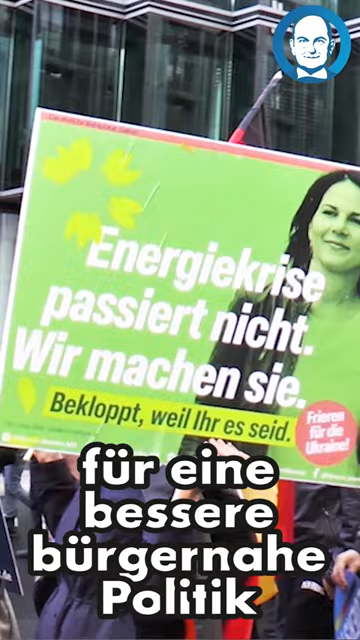 Energiekrise
passiert nicht.
Wir machen sie.
Bekloppt, weil Ihr es seid.
Frieren
für die
Ukraine!
für eine
bessere
bürgernahe
Politik